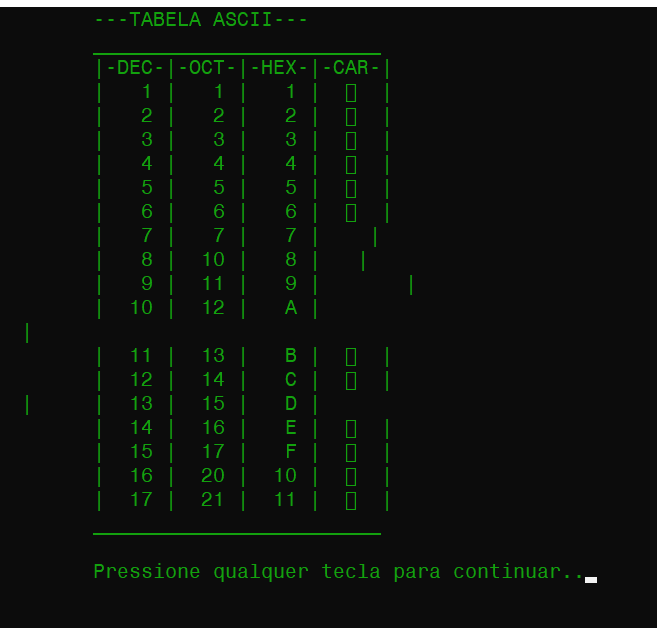 ---TABELA ASCII---
________________________
|-DEC-|-OCT-|-HEX-|-CAR-|
|   1 |   1 |   1 |  ▯  |
|   2 |   2 |   2 |  ▯  |
|   3 |   3 |   3 |  ▯  |
|   4 |   4 |   4 |  ▯  |
|   5 |   5 |   5 |  ▯  |
|   6 |   6 |   6 |  ▯  |
|   7 |   7 |   7 |    |
|   8 |  10 |   8 |   |
|   9 |  11 |   9 |       |
|  10 |  12 |   A |
|
|  11 |  13 |   B |  ▯  |
|  12 |  14 |   C |  ▯  |
|     |  13 |  15 |   D |
|  14 |  16 |   E |  ▯  |
|  15 |  17 |   F |  ▯  |
|  16 |  20 |  10 |  ▯  |
|  17 |  21 |  11 |  ▯  |
________________________
Pressione qualquer tecla para continuar..